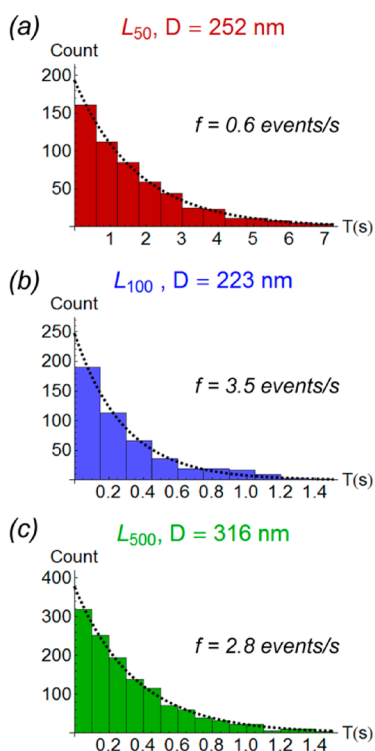 (a)
L50, D = 252 nm
Count
200
150
100
50
f = 0.6 events/s
1 2 3 4 5 6 7 T(s)
(b)
L100 , D = 223 nm
Count
250
200
150
100
50
f = 3.5 events/s
0.2 0.4 0.6 0.8 1.0 1.2 1.4 T(s)
(c)
L500, D = 316 nm
Count
400
300
200
100
f = 2.8 events/s
0.2 0.4 0.6 0.8 1.0 1.2 1.4 T(s)